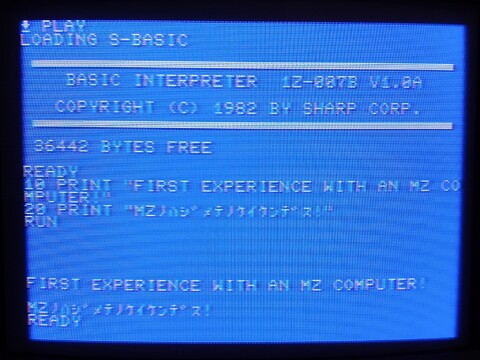 ⬇ PLAY
LOADING S-BASIC
BASIC INTERPRETER 1Z-007B V1.0A
COPYRIGHT (C) 1982 BY SHARP CORP.
36442 BYTES FREE
READY
10 PRINT "FIRST EXPERIENCE WITH AN MZ CO
MPUTER!"
20 PRINT "MZノハジメテノケイケンデス!"
RUN
FIRST EXPERIENCE WITH AN MZ COMPUTER!
MZノハジメテノケイケンデス!
READY